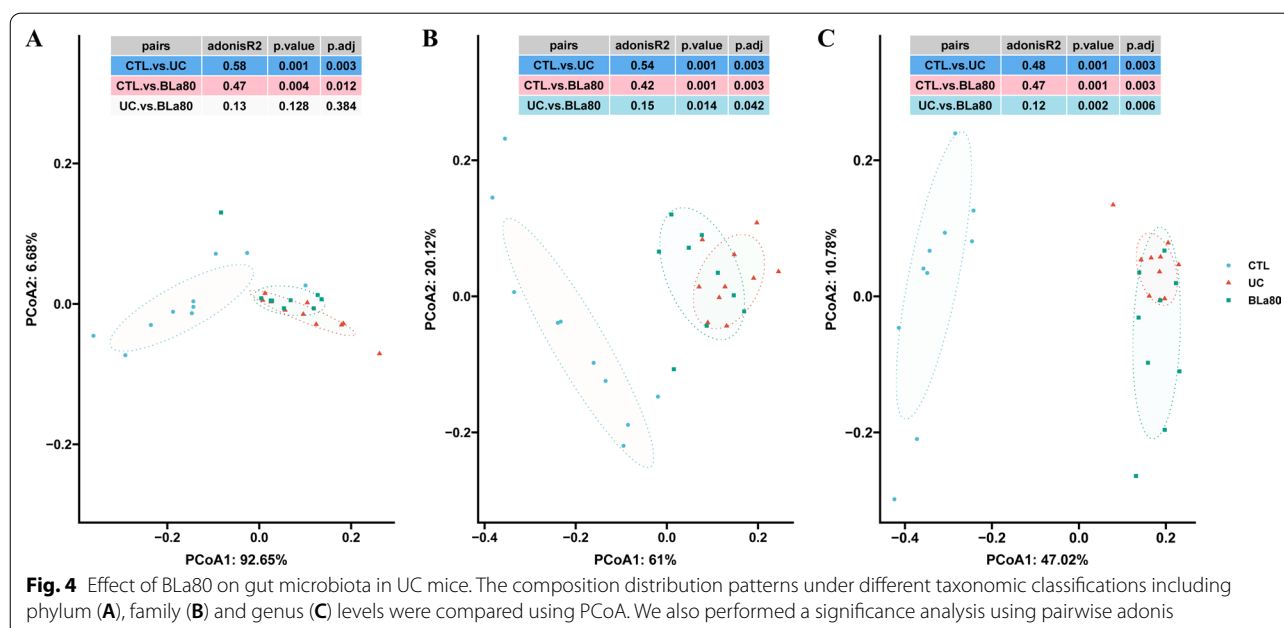 A
pairs adonisR2 p.value p.adj
CTL.vs.UC 0.58 0.001 0.003
CTL.vs.BLa80 0.47 0.004 0.012
UC.vs.BLa80 0.13 0.128 0.384
0.2
0.0
−0.2
PCoA2: 6.68%
−0.2 0.0 0.2
PCoA1: 92.65%
B
pairs adonisR2 p.value p.adj
CTL.vs.UC 0.54 0.001 0.003
CTL.vs.BLa80 0.42 0.001 0.003
UC.vs.BLa80 0.15 0.014 0.042
0.2
0.0
−0.2
PCoA2: 20.12%
−0.4 −0.2 0.0 0.2
PCoA1: 61%
C
pairs adonisR2 p.value p.adj
CTL.vs.UC 0.48 0.001 0.003
CTL.vs.BLa80 0.47 0.001 0.003
UC.vs.BLa80 0.12 0.002 0.006
0.2
0.0
−0.2
PCoA2: 10.78%
−0.4 −0.2 0.0 0.2
PCoA1: 47.02%
CTL
UC
BLa80
Fig. 4 Effect of BLa80 on gut microbiota in UC mice. The composition distribution patterns under different taxonomic classifications including
phylum (A), family (B) and genus (C) levels were compared using PCoA. We also performed a significance analysis using pairwise adonis